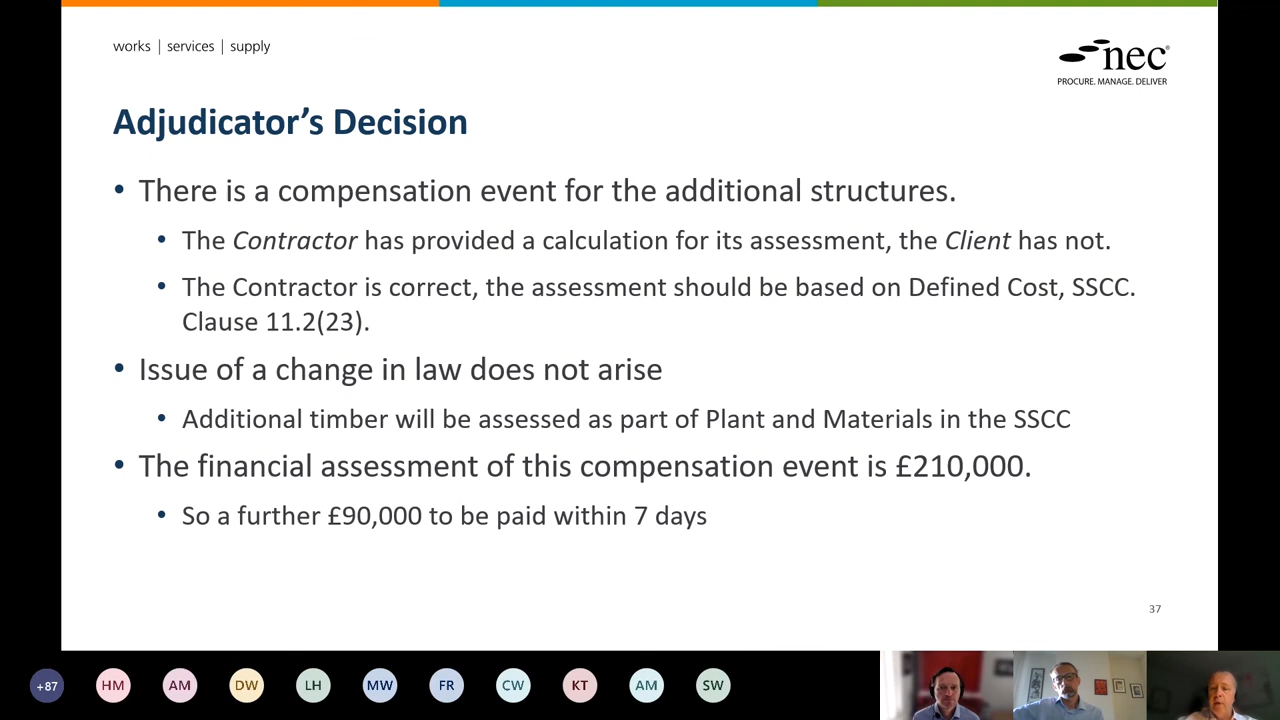 works | services | supply
nec®
PROCURE. MANAGE. DELIVER
Adjudicator’s Decision
• There is a compensation event for the additional structures.
• The Contractor has provided a calculation for its assessment, the Client has not.
• The Contractor is correct, the assessment should be based on Defined Cost, SSCC.
Clause 11.2(23).
• Issue of a change in law does not arise
• Additional timber will be assessed as part of Plant and Materials in the SSCC
• The financial assessment of this compensation event is £210,000.
• So a further £90,000 to be paid within 7 days
37
+87 HM AM DW LH MW FR CW KT AM SW